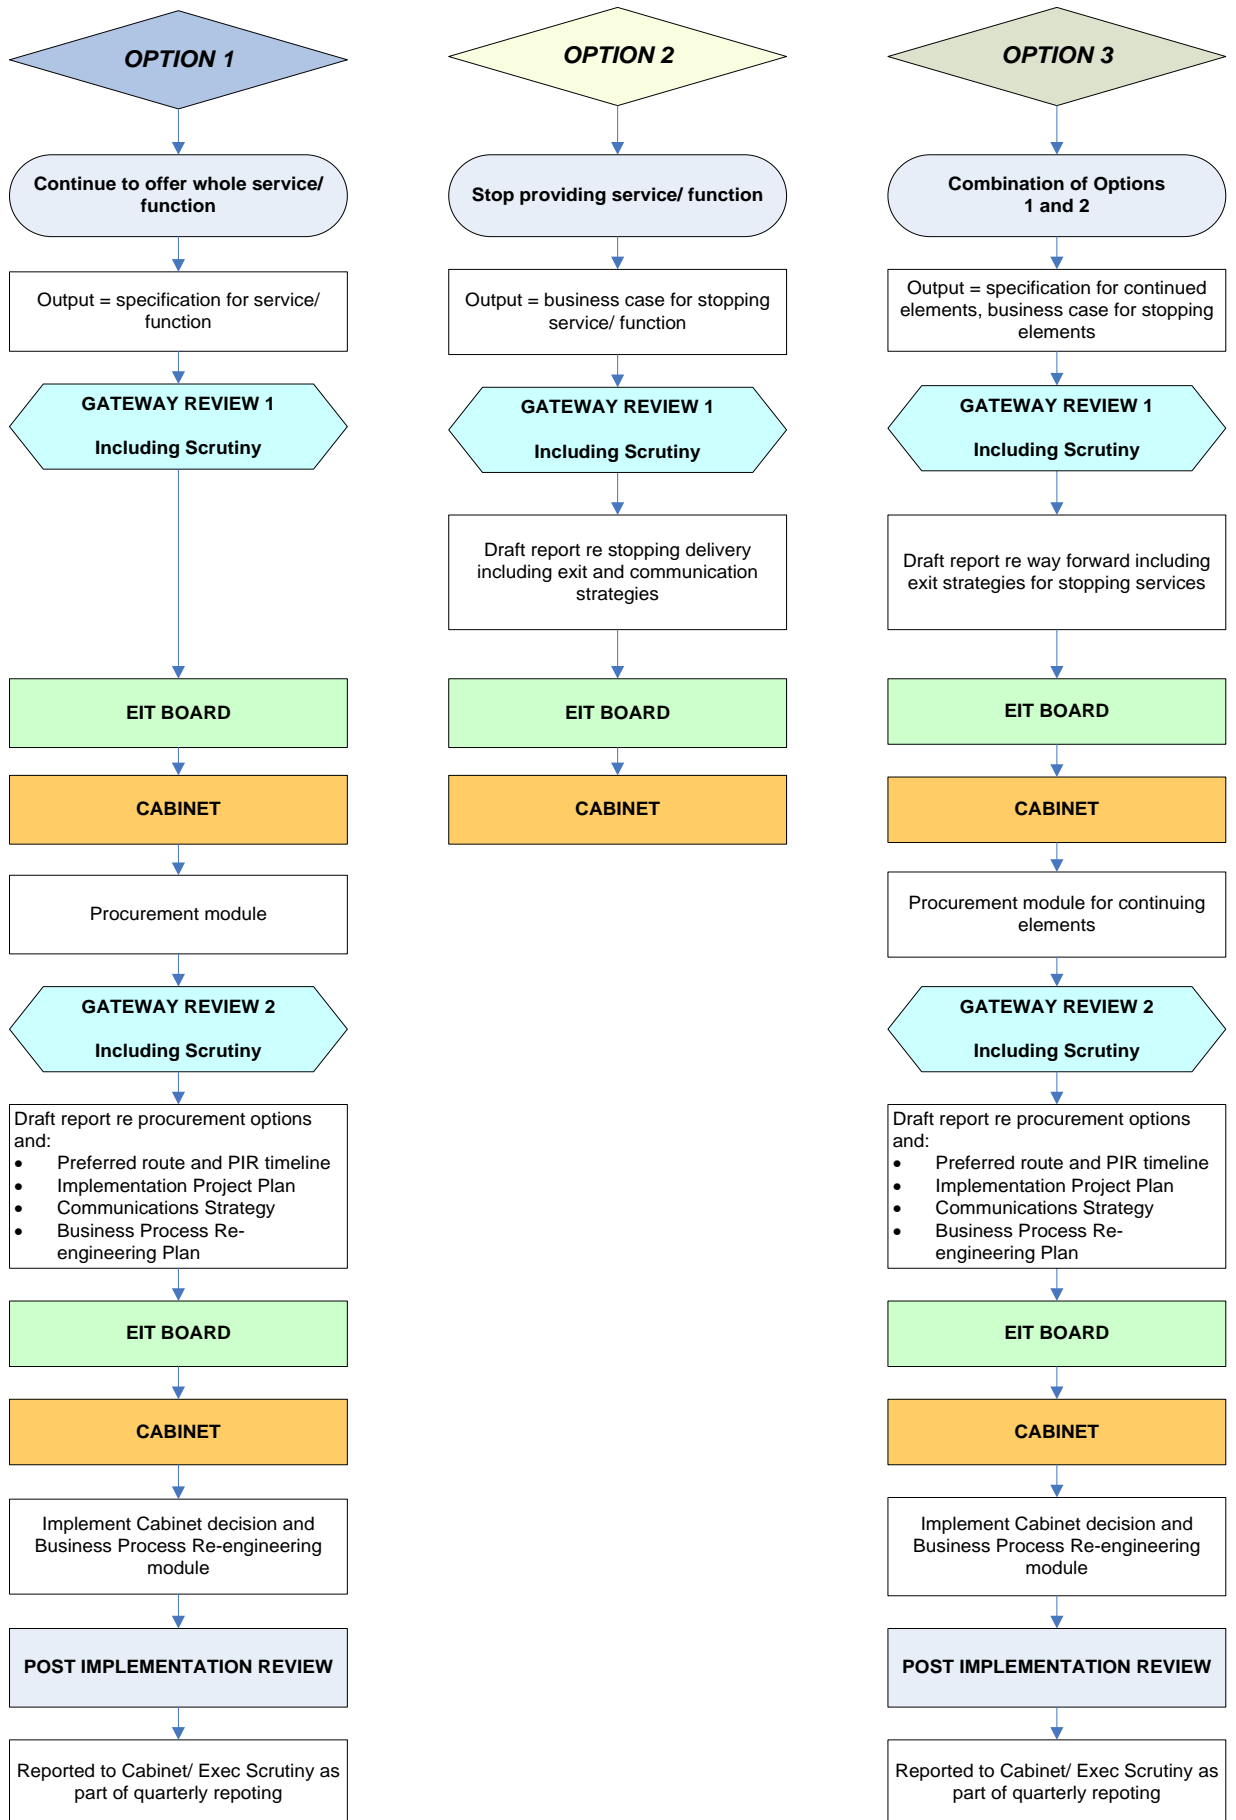 OPTION 1
Continue to offer whole service/
function
Output = specification for service/
function
GATEWAY REVIEW 1
Including Scrutiny
EIT BOARD
CABINET
Procurement module
GATEWAY REVIEW 2
Including Scrutiny
Draft report re procurement options
and:
• Preferred route and PIR timeline
• Implementation Project Plan
• Communications Strategy
• Business Process Re-
engineering Plan
EIT BOARD
CABINET
Implement Cabinet decision and
Business Process Re-engineering
module
POST IMPLEMENTATION REVIEW
Reported to Cabinet/ Exec Scrutiny as
part of quarterly repoting
OPTION 2
Stop providing service/ function
Output = business case for stopping
service/ function
GATEWAY REVIEW 1
Including Scrutiny
Draft report re stopping delivery
including exit and communication
strategies
EIT BOARD
CABINET
OPTION 3
Combination of Options
1 and 2
Output = specification for continued
elements, business case for stopping
elements
GATEWAY REVIEW 1
Including Scrutiny
Draft report re way forward including
exit strategies for stopping services
EIT BOARD
CABINET
Procurement module for continuing
elements
GATEWAY REVIEW 2
Including Scrutiny
Draft report re procurement options
and:
• Preferred route and PIR timeline
• Implementation Project Plan
• Communications Strategy
• Business Process Re-
engineering Plan
EIT BOARD
CABINET
Implement Cabinet decision and
Business Process Re-engineering
module
POST IMPLEMENTATION REVIEW
Reported to Cabinet/ Exec Scrutiny as
part of quarterly repoting